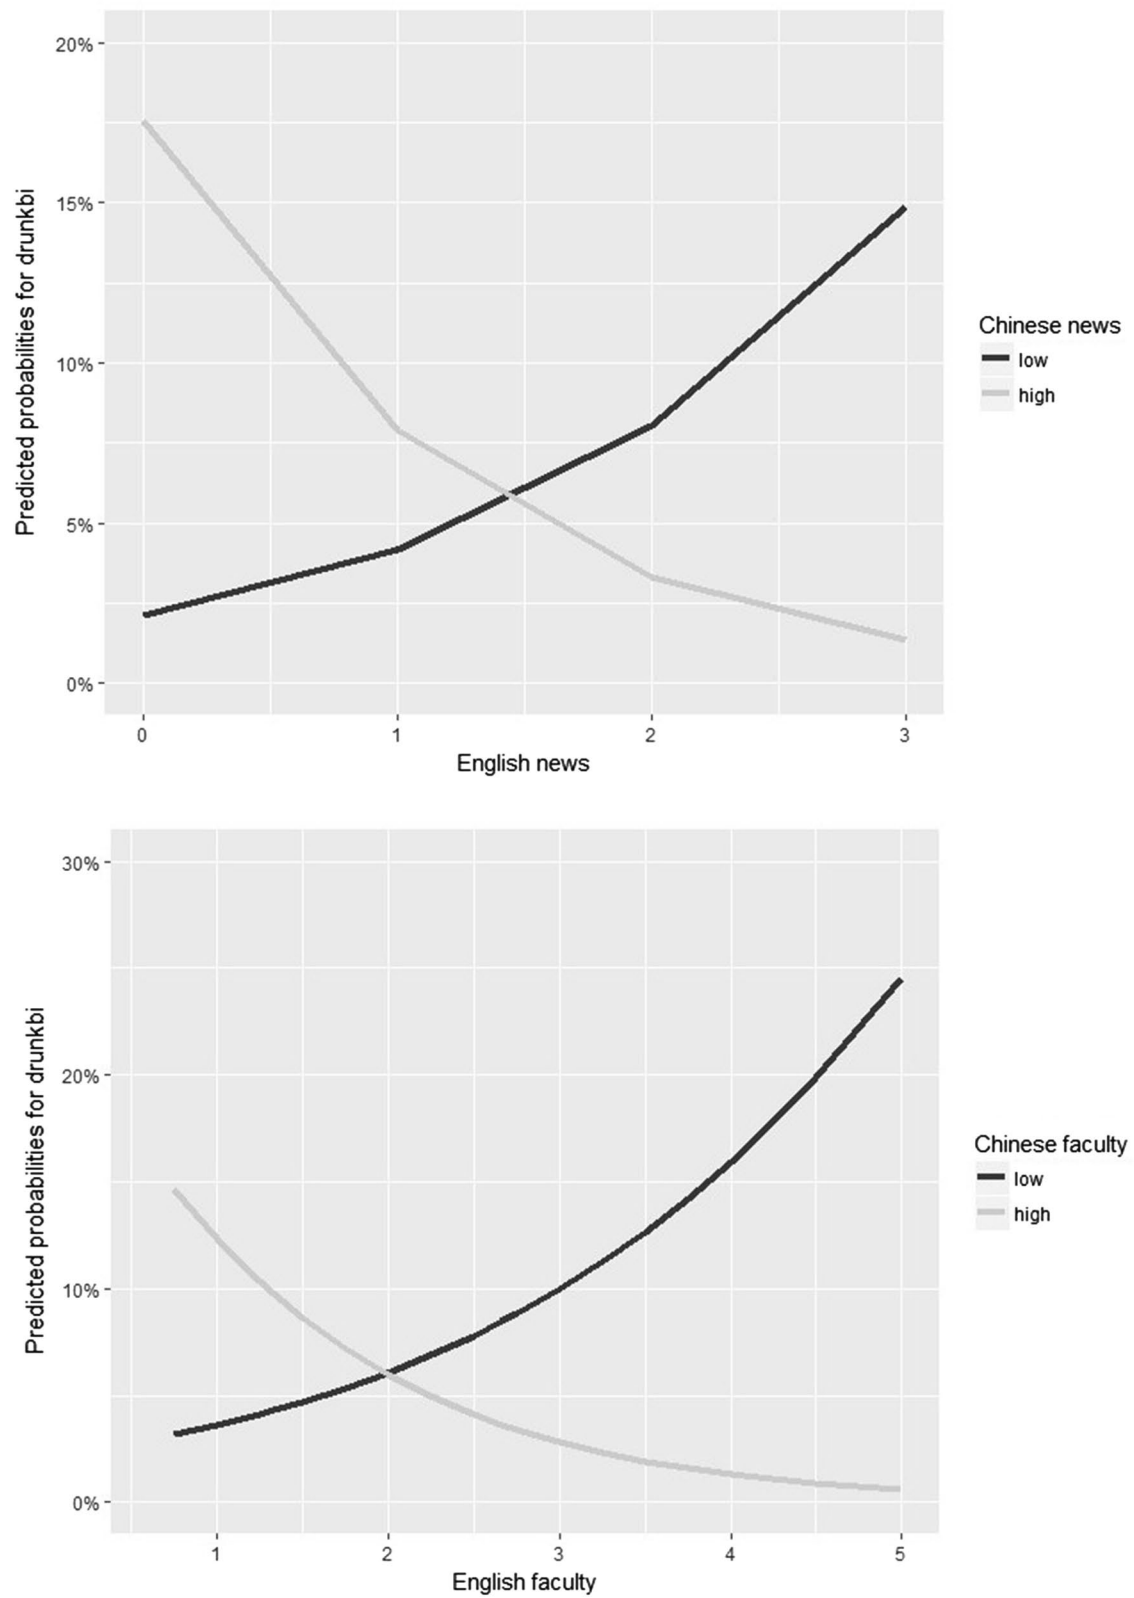 20%
15%
10%
5%
0%
Predicted probabilities for drunkbi
0
1
2
3
English news
Chinese news
low
high
30%
20%
10%
0%
Predicted probabilities for drunkbi
1
2
3
4
5
English faculty
Chinese faculty
low
high